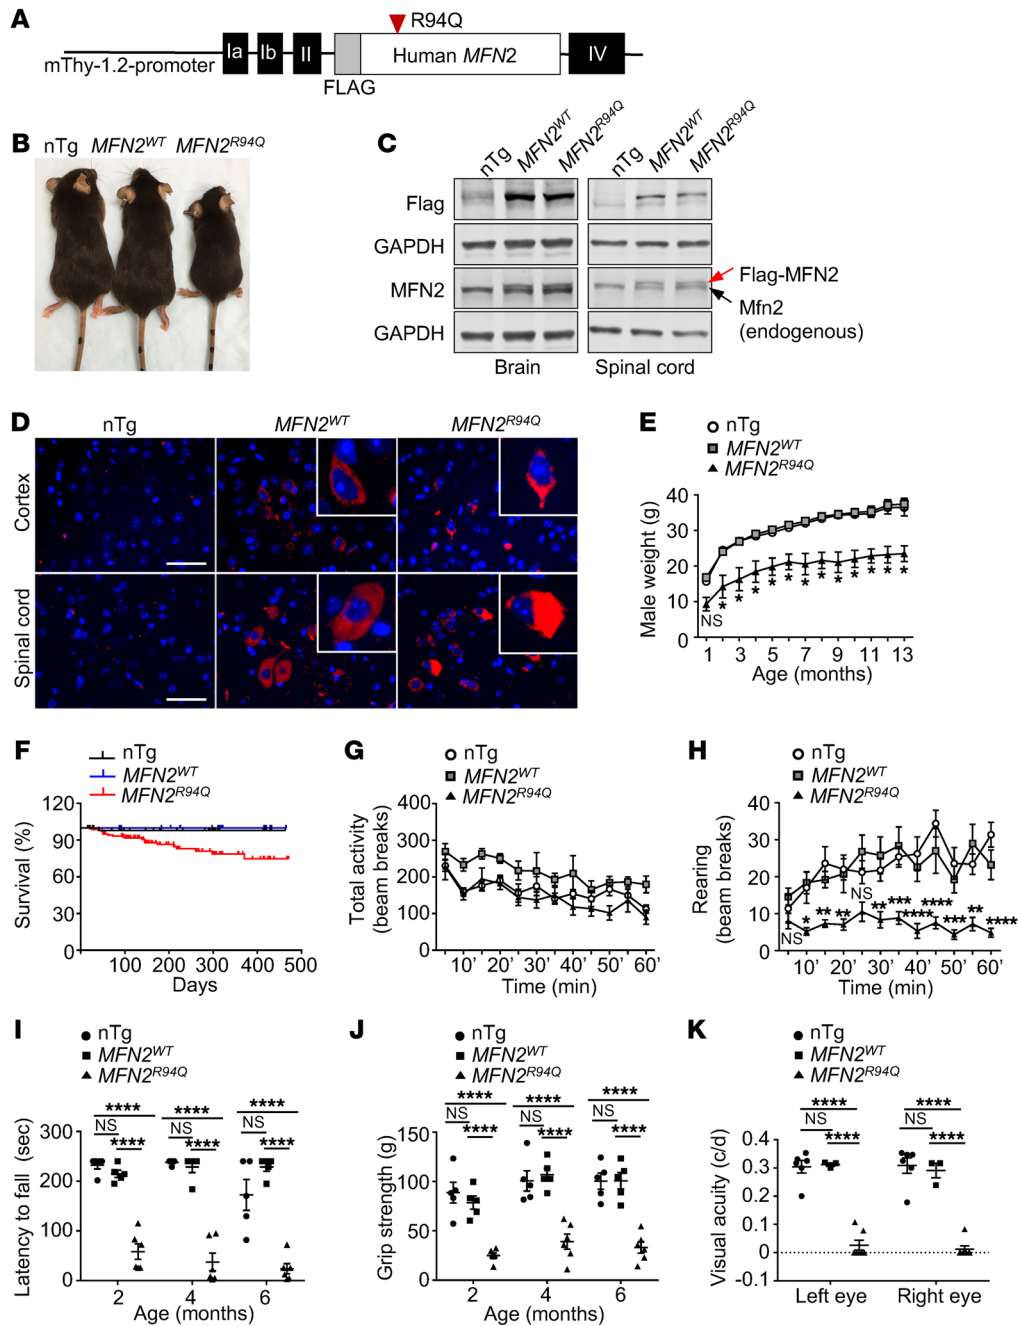 A
R94Q
Ia
Ib
II
Human MFN2
IV
mThy-1.2-promoter
FLAG
B
nTg MFN2WT MFN2R94Q
C
nTg
MFN2WT
MFN2R94Q
nTg
MFN2WT
MFN2R94Q
Flag
GAPDH
MFN2
GAPDH
Flag-MFN2
Mfn2
(endogenous)
Brain
Spinal cord
D
nTg
MFN2WT
MFN2R94Q
Cortex
Spinal cord
E
nTg
MFN2WT
MFN2R94Q
Male weight (g)
40
30
20
10
0
NS
* * * * * * * * * * * *
1 3 5 7 9 11 13
Age (months)
F
nTg
MFN2WT
MFN2R94Q
Survival (%)
120
90
60
30
0
100 200 300 400 500
Days
G
nTg
MFN2WT
MFN2R94Q
Total activity
(beam breaks)
400
300
200
100
0
10' 20' 30' 40' 50' 60'
Time (min)
H
nTg
MFN2WT
MFN2R94Q
Rearing
(beam breaks)
40
30
20
10
0
NS * ** ** NS ** *** **** **** *** ** ****
10' 20' 30' 40' 50' 60'
Time (min)
I
nTg
MFN2WT
MFN2R94Q
Latency to fall (sec)
300
200
100
0
**** NS ****
**** NS ****
**** NS ****
2 4 6
Age (months)
J
nTg
MFN2WT
MFN2R94Q
Grip strength (g)
150
100
50
0
**** NS ****
**** NS ****
**** NS ****
2 4 6
Age (months)
K
nTg
MFN2WT
MFN2R94Q
Visual acuity (c/d)
0.4
0.3
0.2
0.1
0
-0.1
**** NS ****
**** NS ****
Left eye Right eye